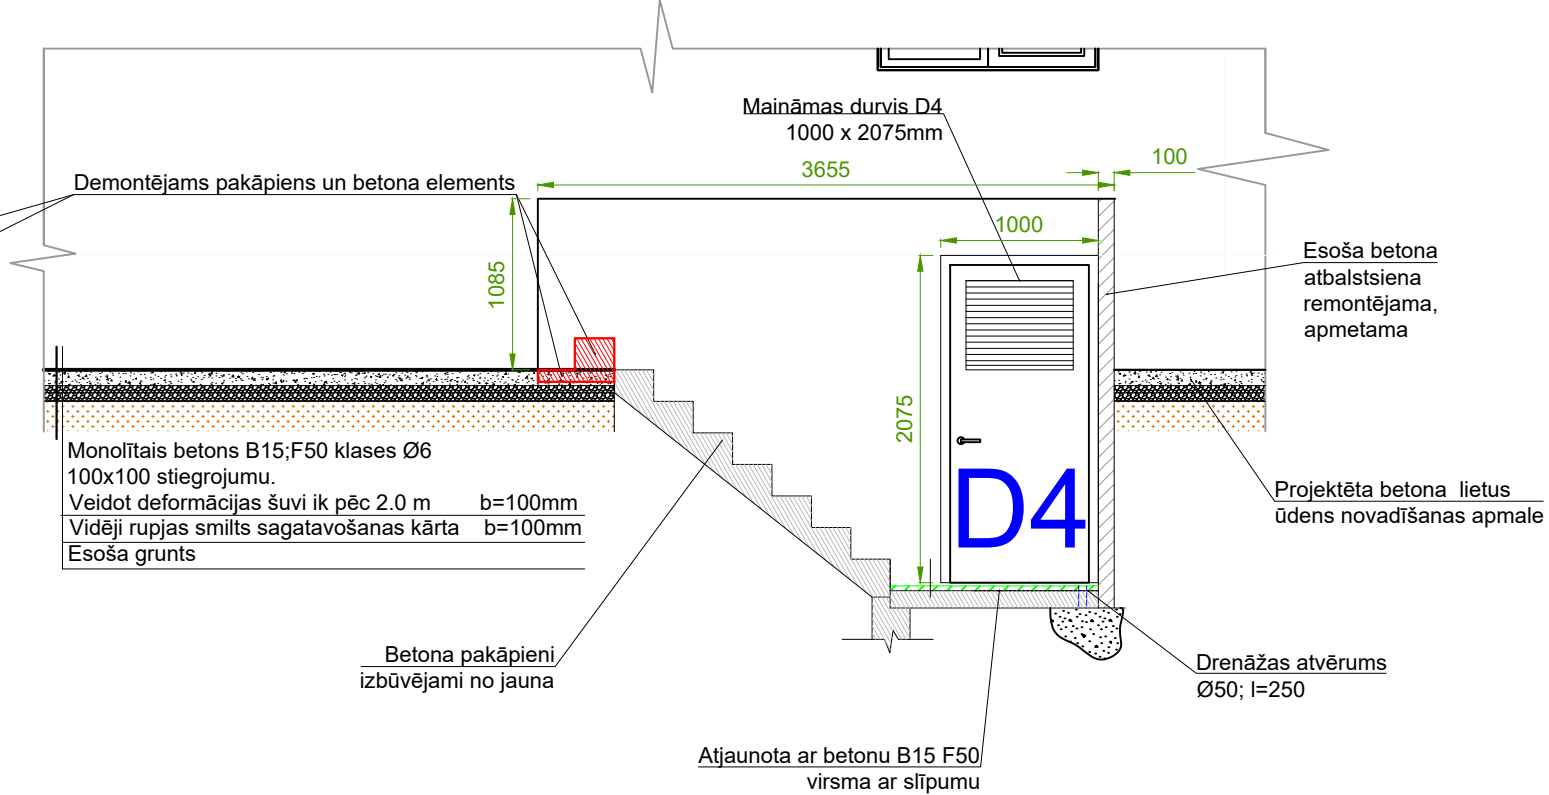 Maināmas durvis D4
1000 x 2075mm
100
3655
Demontējams pakāpiens un betona elements
1000
1085
Esoša betona
atbalstsiena
remontējama,
apmetama
2075
Monolītais betons B15;F50 klases Ø6
100x100 stiegrojumu.
Veidot deformācijas šuvi ik pēc 2.0 m b=100mm
Vidēji rupjas smilts sagatavošanas kārta b=100mm
Esoša grunts
D4
Projektēta betona lietus
ūdens novadīšanas apmale
Betona pakāpieni
izbūvējami no jauna
Drenāžas atvērums
Ø50; l=250
Atjaunota ar betonu B15 F50
virsma ar slīpumu